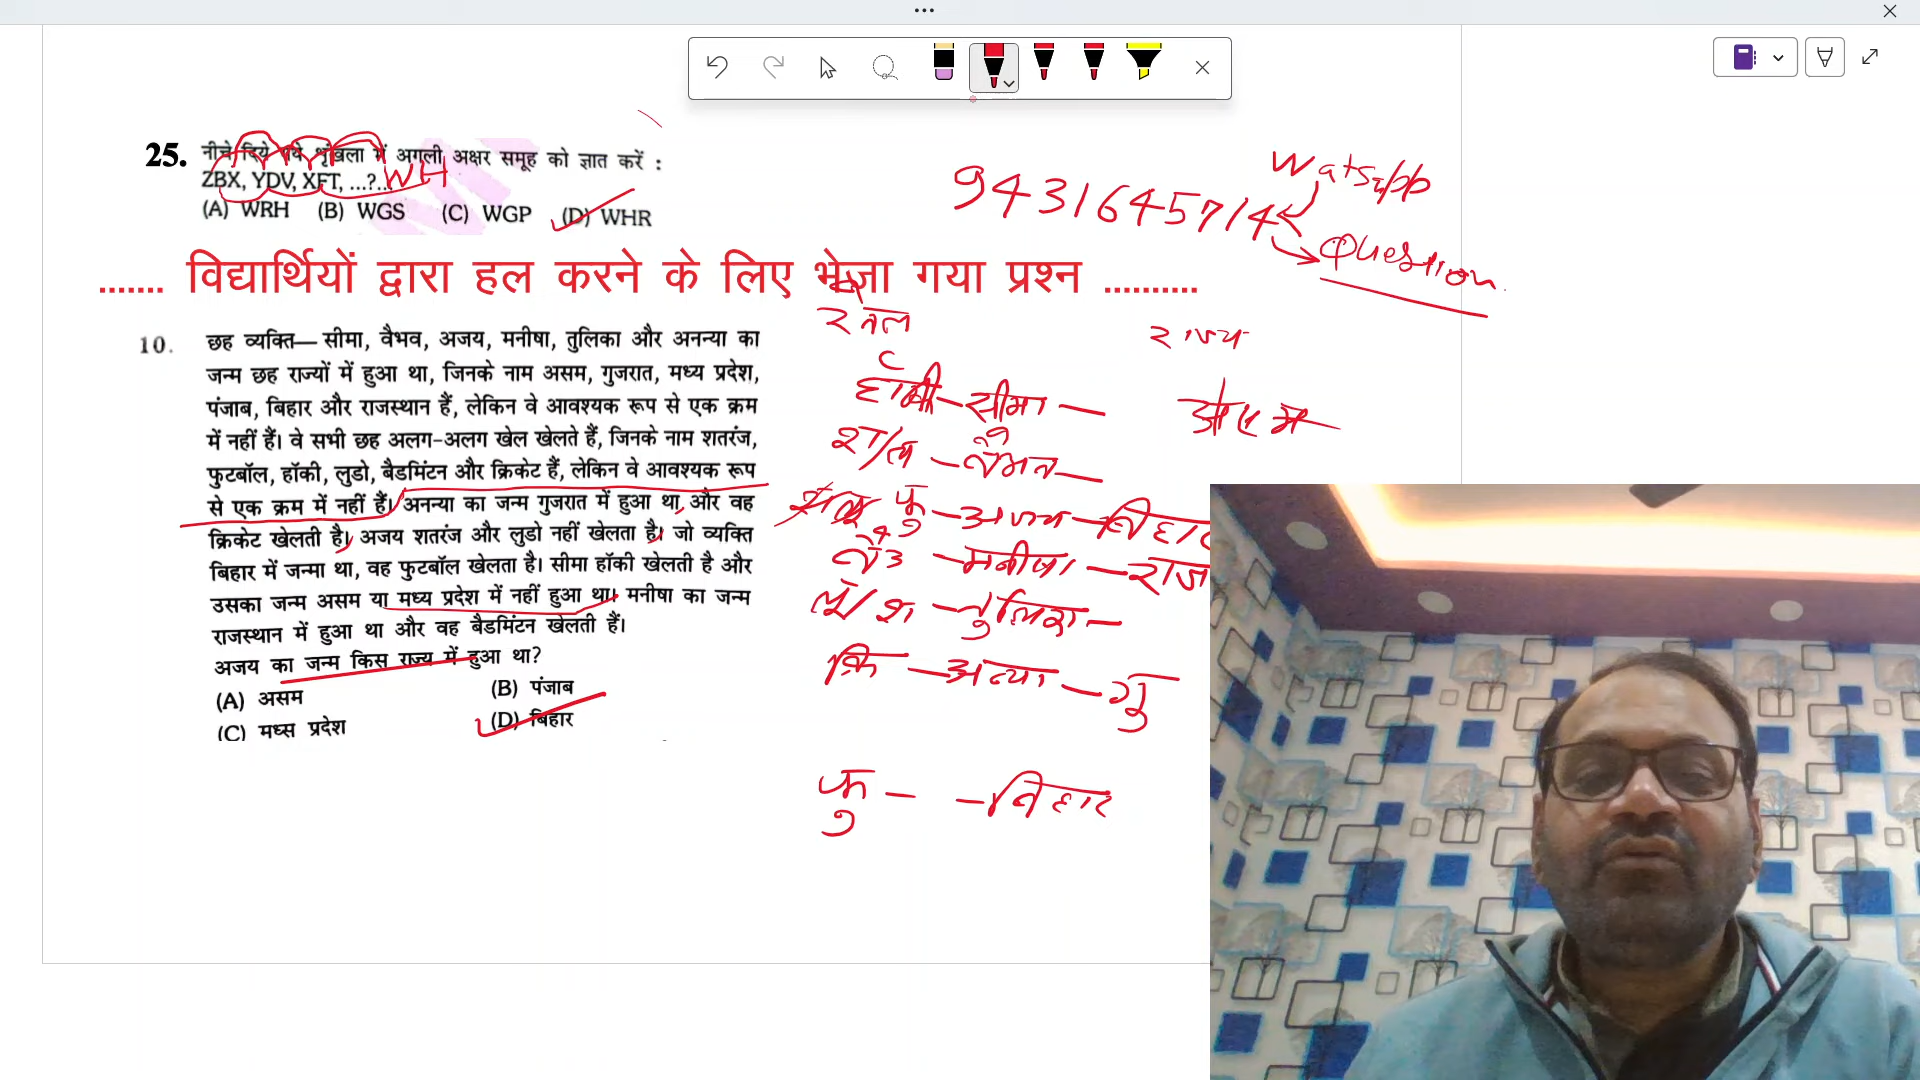 25. नीचे दिये गये श्रृंखला में अगली अक्षर समूह को ज्ञात करें :
ZBX, YDV, XFT, ...?... WH
(A) WRH (B) WGS (C) WGP (D) WHR
Watsapp
9431645714
Question
....... विद्यार्थियों द्वारा हल करने के लिए भेजा गया प्रश्न ..........
10. छह व्यक्ति— सीमा, वैभव, अजय, मनीषा, तुलिका और अनन्या का
जन्म छह राज्यों में हुआ था, जिनके नाम असम, गुजरात, मध्य प्रदेश,
पंजाब, बिहार और राजस्थान हैं, लेकिन वे आवश्यक रूप से एक क्रम
में नहीं हैं। वे सभी छह अलग-अलग खेल खेलते हैं, जिनके नाम शतरंज,
फुटबॉल, हॉकी, लुडो, बैडमिंटन और क्रिकेट हैं, लेकिन वे आवश्यक रूप
से एक क्रम में नहीं हैं। अनन्या का जन्म गुजरात में हुआ था, और वह
क्रिकेट खेलती है। अजय शतरंज और लुडो नहीं खेलता है। जो व्यक्ति
बिहार में जन्मा था, वह फुटबॉल खेलता है। सीमा हॉकी खेलती है और
उसका जन्म असम या मध्य प्रदेश में नहीं हुआ था। मनीषा का जन्म
राजस्थान में हुआ था और वह बैडमिंटन खेलती हैं।
अजय का जन्म किस राज्य में हुआ था?
(A) असम (B) पंजाब
(C) मध्स प्रदेश (D) बिहार
राज्य
हॉकी – सीमा –
श/लु – वैभव –
फु – अजय – बिहार
बैड – मनीषा – राज
लु/श – तुलिका –
क्रि – अनन्या – गु
फु – – बिहार